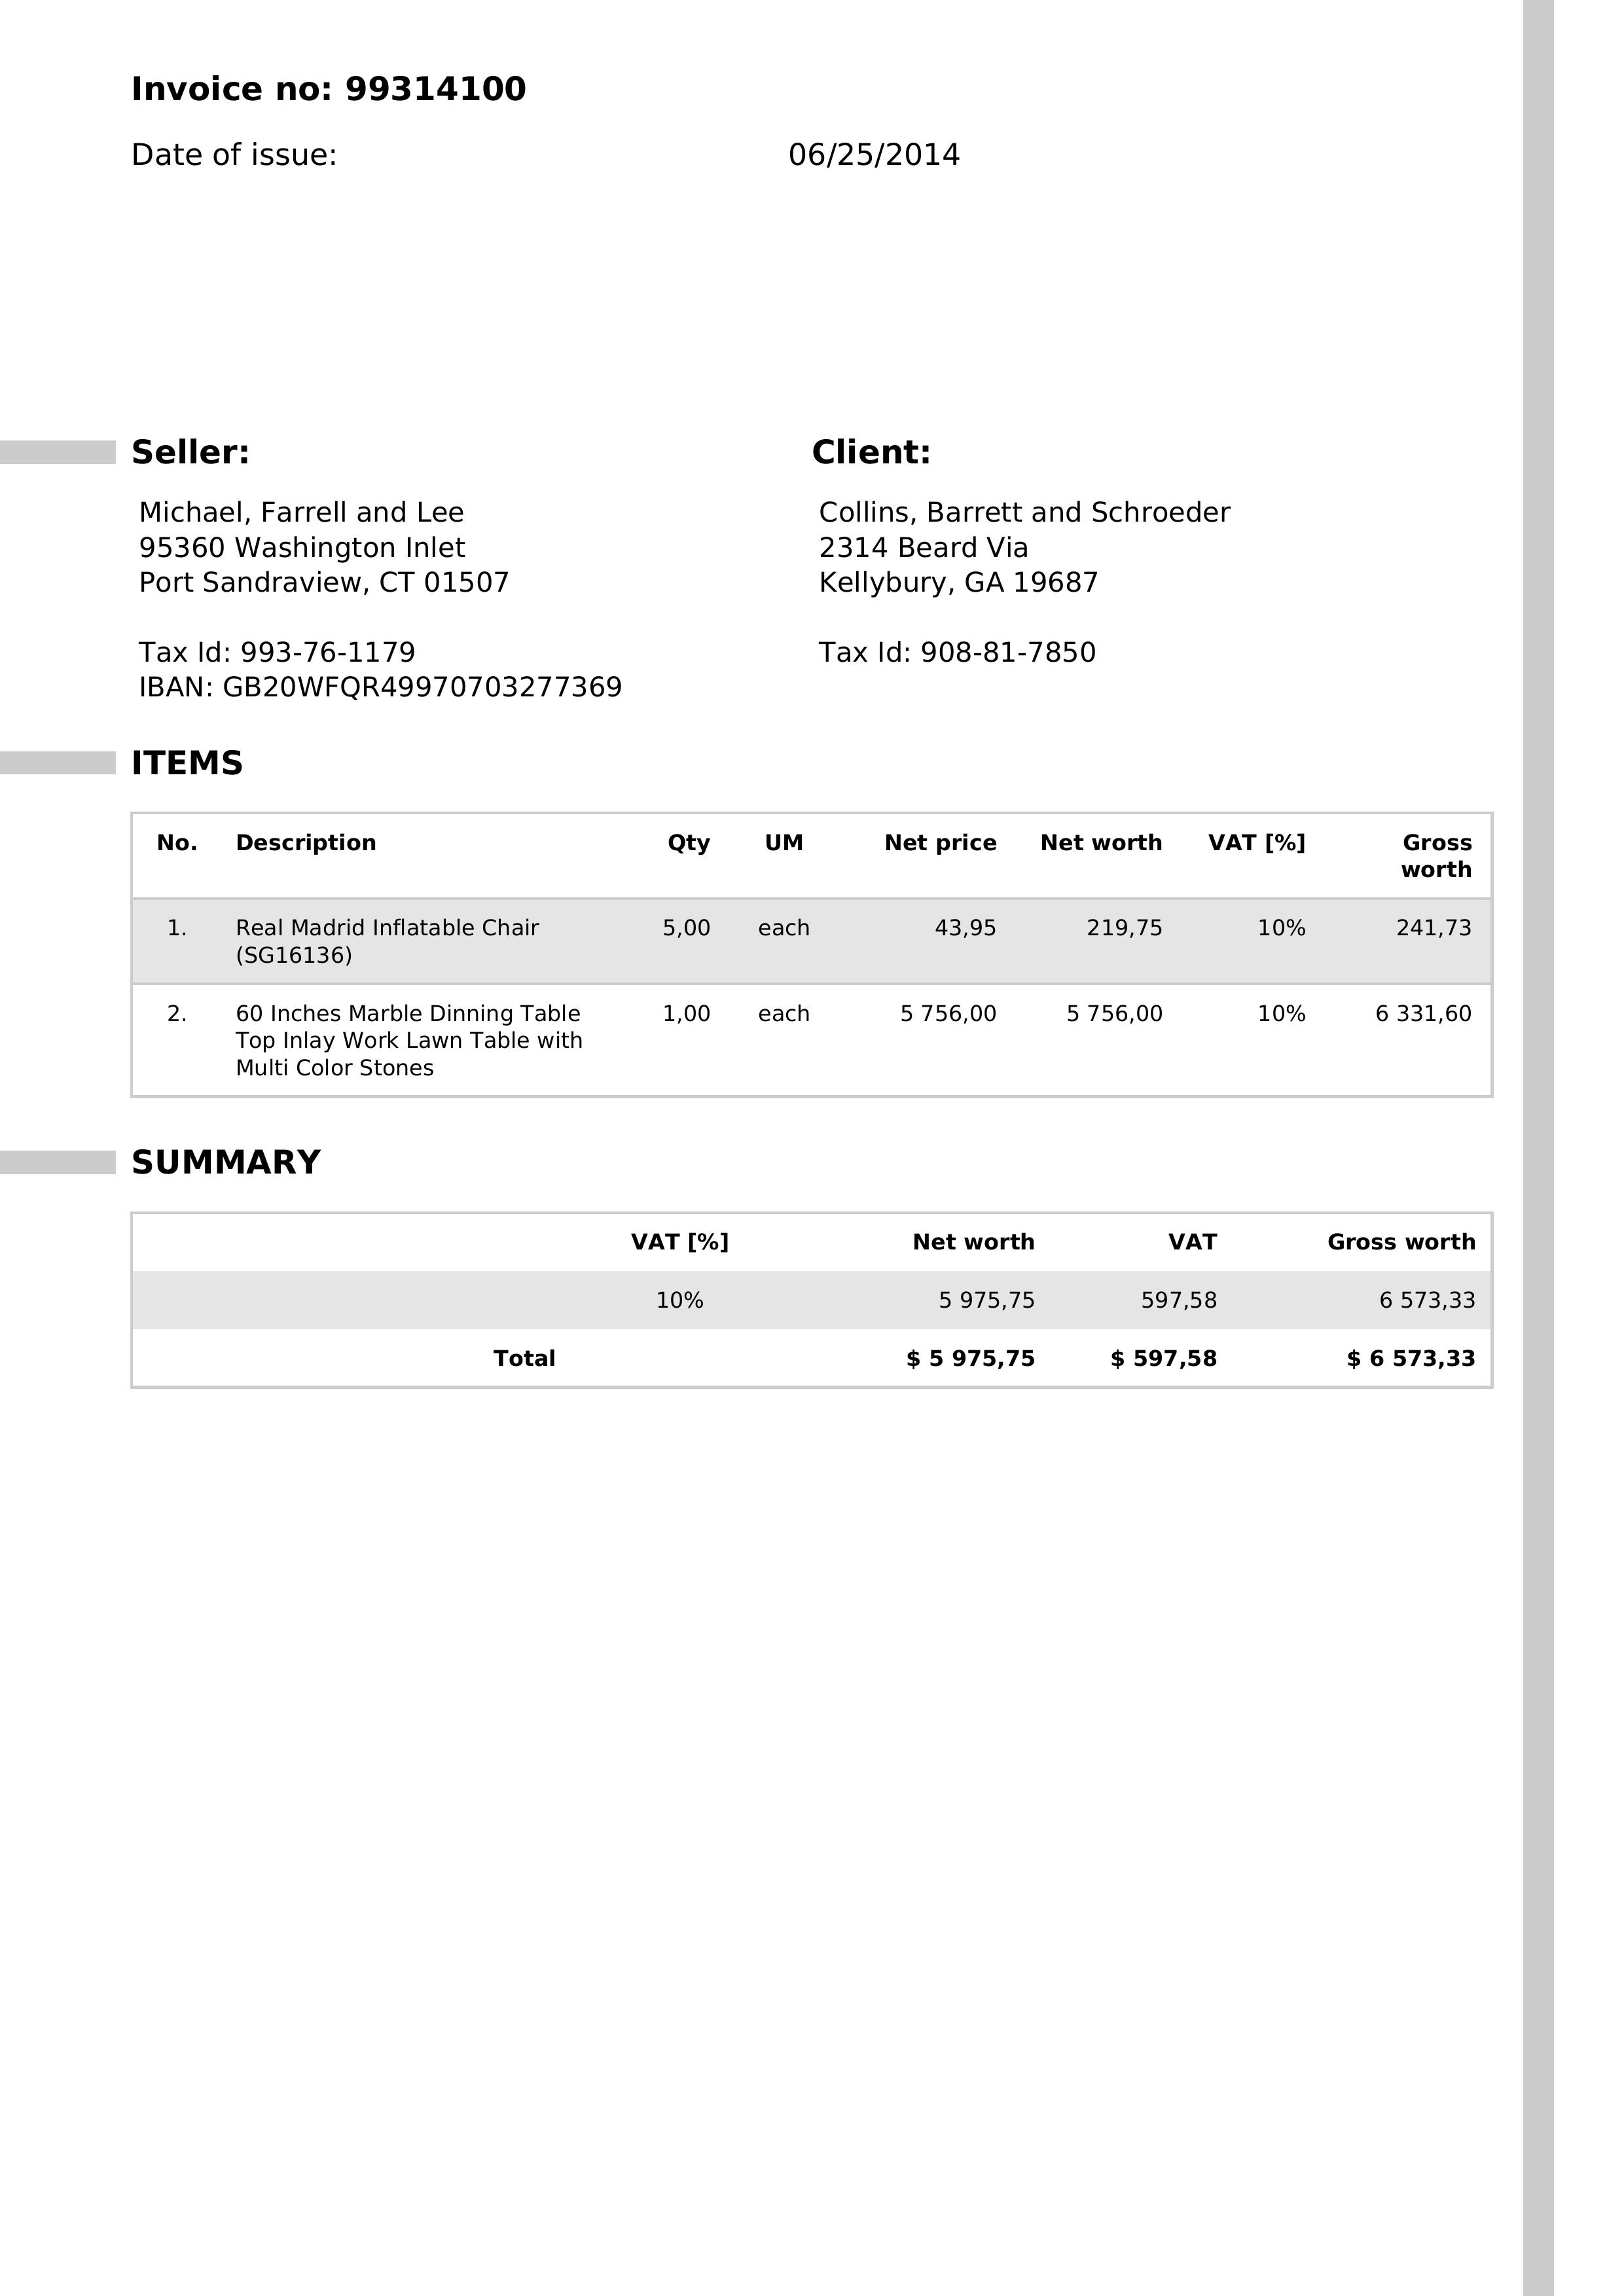 Invoice no: 99314100
Date of issue: 06/25/2014
Seller:
Michael, Farrell and Lee
95360 Washington Inlet
Port Sandraview, CT 01507
Tax Id: 993-76-1179
IBAN: GB20WFQR49970703277369
Client:
Collins, Barrett and Schroeder
2314 Beard Via
Kellybury, GA 19687
Tax Id: 908-81-7850
ITEMS
No. Description Qty UM Net price Net worth VAT [%] Gross
worth
1. Real Madrid Inflatable Chair 5,00 each 43,95 219,75 10% 241,73
(SG16136)
2. 60 Inches Marble Dinning Table 1,00 each 5 756,00 5 756,00 10% 6 331,60
Top Inlay Work Lawn Table with
Multi Color Stones
SUMMARY
VAT [%] Net worth VAT Gross worth
10% 5 975,75 597,58 6 573,33
Total $ 5 975,75 $ 597,58 $ 6 573,33